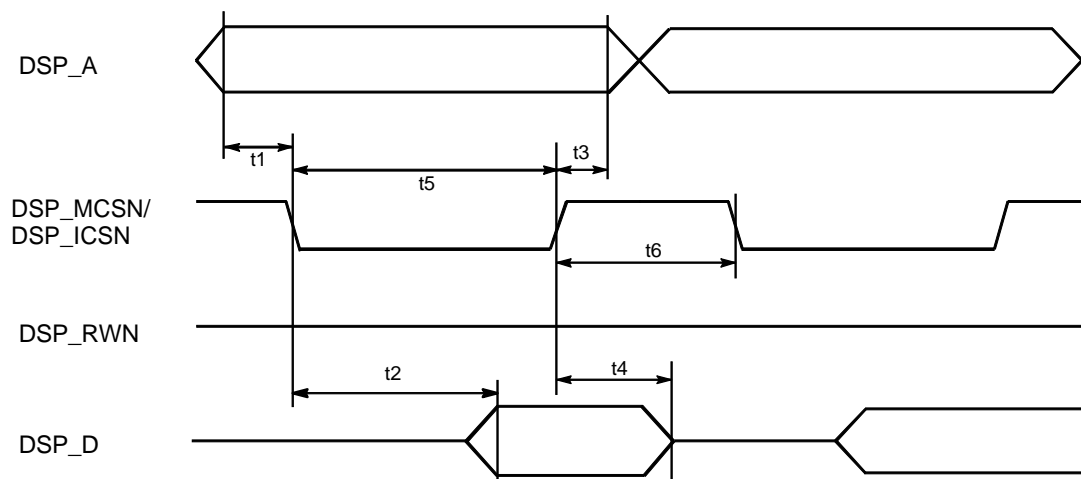 DSP_A
t1
t5
t3
DSP_MCSN/
DSP_ICSN
t6
DSP_RWN
t2
t4
DSP_D